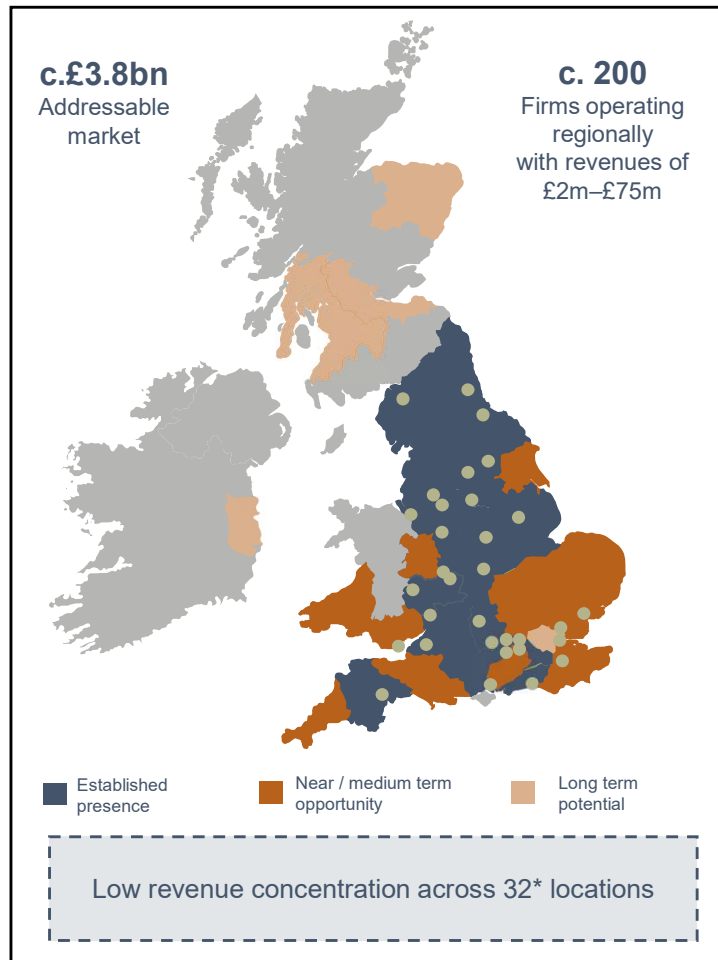 c.£3.8bn
Addressable
market
c. 200
Firms operating
regionally
with revenues of
£2m–£75m
Established
presence
Near / medium term
opportunity
Long term
potential
Low revenue concentration across 32* locations